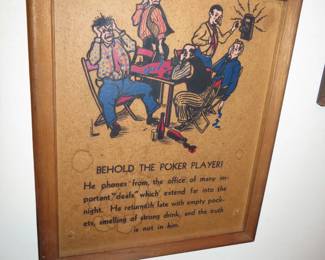 BEHOLD THE POKER PLAYER!
He phones from, the office of many im-
portant "deals" which extend far into the
night. He returneth late with empty pock-
ets, smelling of strong drink, and the truth
is not in him.